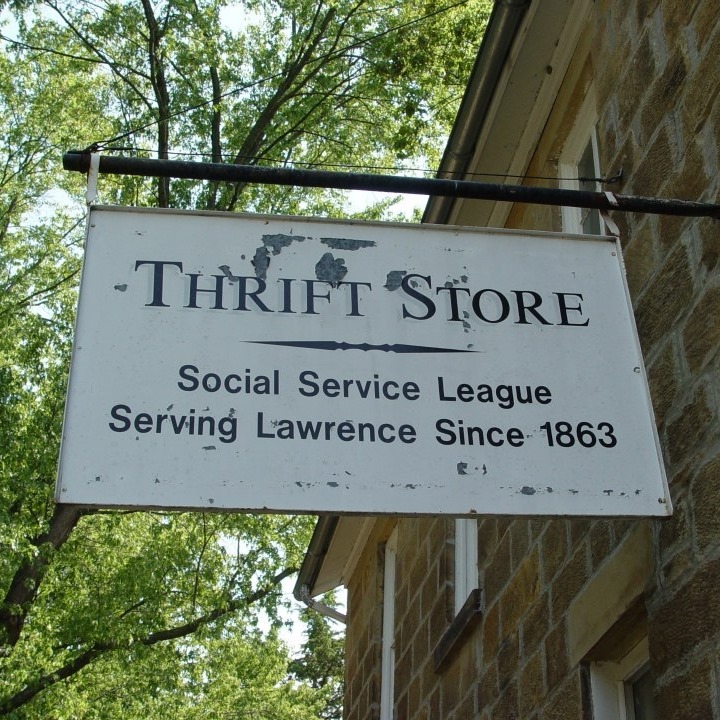 THRIFT STORE
Social Service League
Serving Lawrence Since 1863